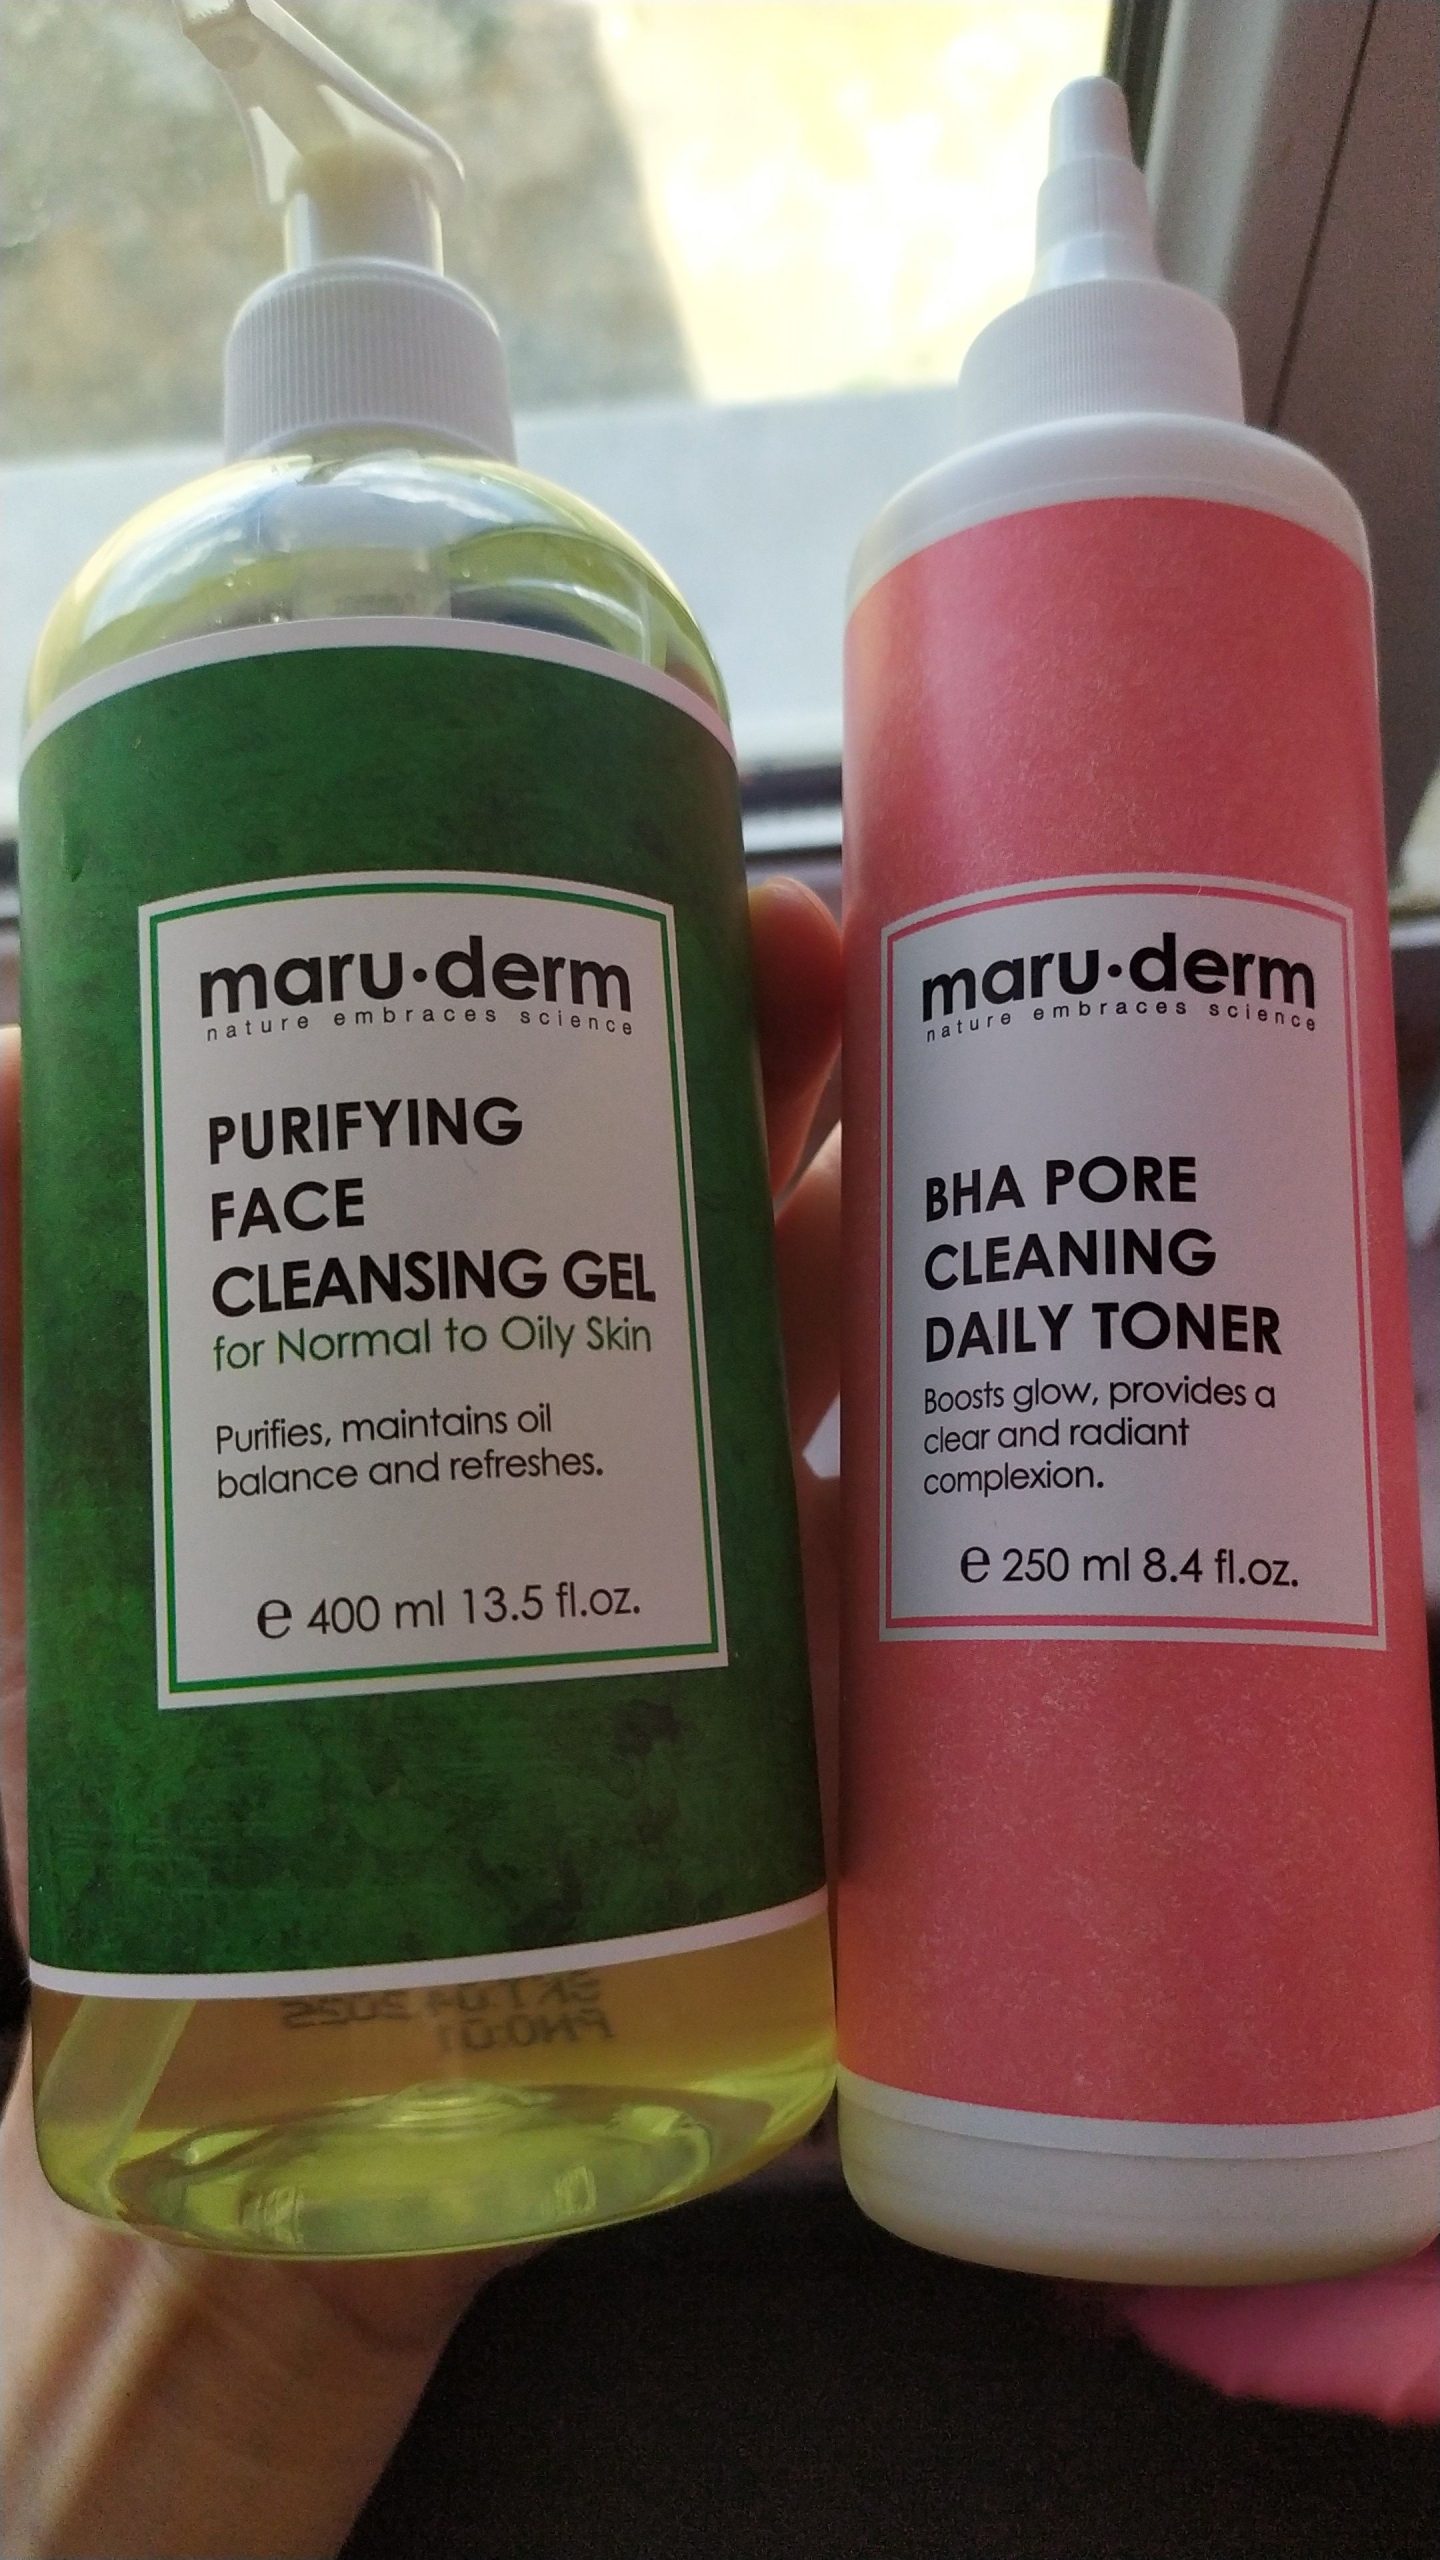 maru·derm
nature embraces science
PURIFYING
FACE
CLEANSING GEL
for Normal to Oily Skin
Purifies, maintains oil
balance and refreshes.
e 400 ml 13.5 fl.oz.
maru·derm
nature embraces science
BHA PORE
CLEANING
DAILY TONER
Boosts glow, provides a
clear and radiant
complexion.
e 250 ml 8.4 fl.oz.